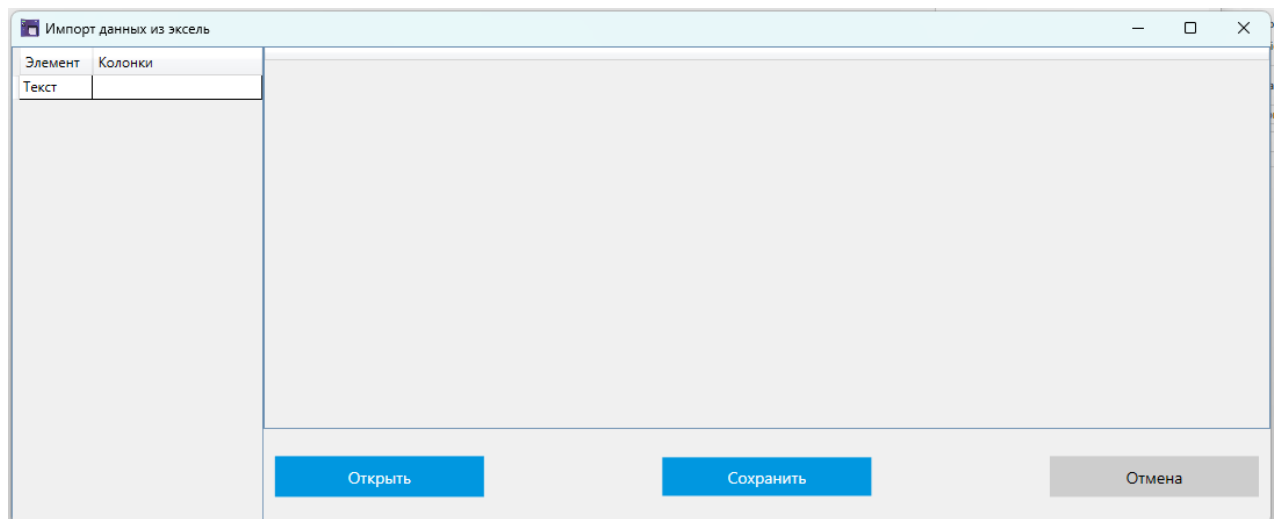 Импорт данных из эксель
Элемент Колонки
Текст
Открыть Сохранить Отмена